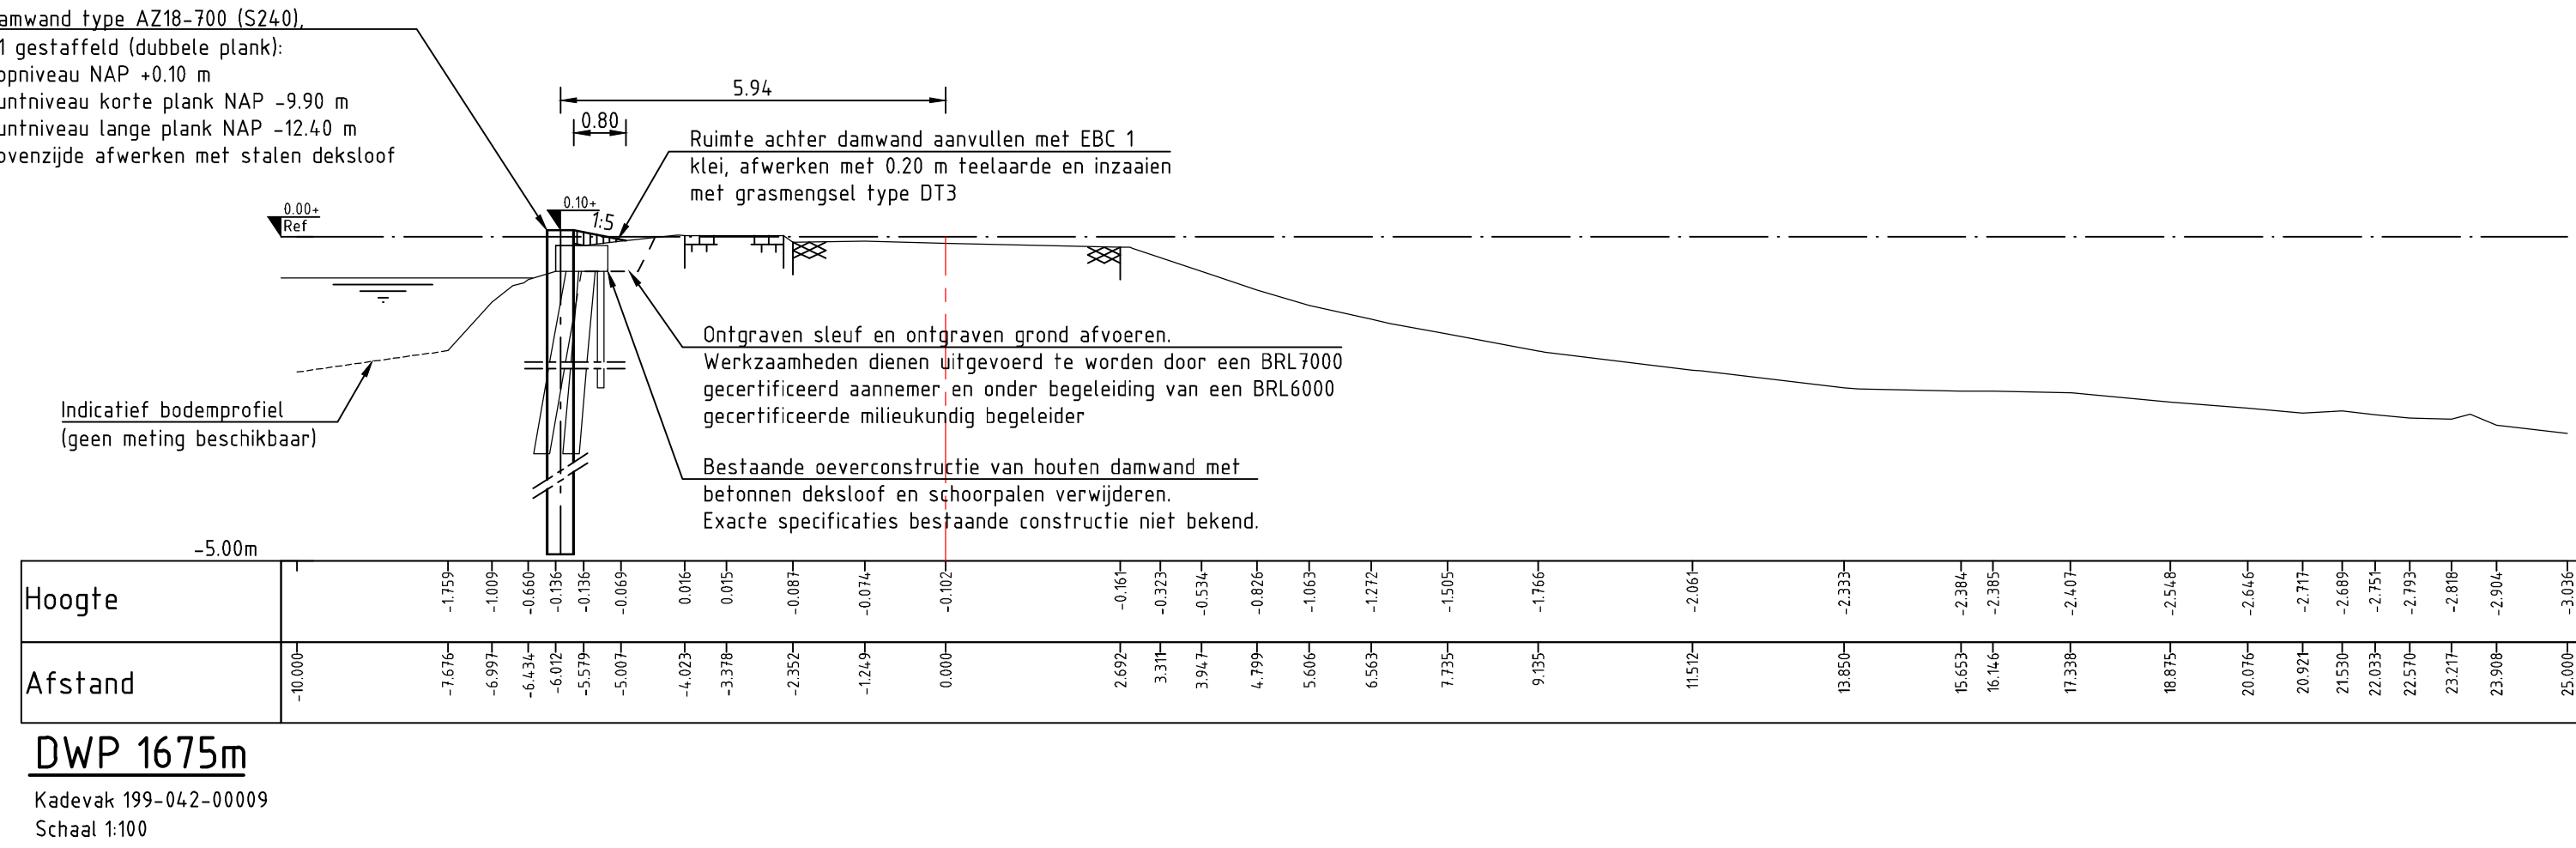 type AZ18-700 (S240),
gestaffeld (dubbele plank):
NAP +0.10 m
korte plank NAP -9.90 m
lange plank NAP -12.40 m
afwerken met stalen deksloof
5.94
0.80
Ruimte achter damwand aanvullen met EBC 1
klei, afwerken met 0.20 m teelaarde en inzaaien
met grasmengsel type DT3
0.00+
Ref
0.10+
1:5
Ontgraven sleuf en ontgraven grond afvoeren.
Werkzaamheden dienen uitgevoerd te worden door een BRL7000
gecertificeerd aannemer en onder begeleiding van een BRL6000
gecertificeerde milieukundig begeleider
Indicatief bodemprofiel
(geen meting beschikbaar)
Bestaande oeverconstructie van houten damwand met
betonnen deksloof en schoorpalen verwijderen.
Exacte specificaties bestaande constructie niet bekend.
-5.00m
Hoogte -1.759 -1.009 -0.660 -0.136 -0.136 -0.069 0.016 0.015 -0.087 -0.074 -0.102 -0.161 -0.323 -0.534 -0.826 -1.063 -1.272 -1.505 -1.766 -2.061 -2.333 -2.384 -2.385 -2.407 -2.548 -2.646 -2.717 -2.689 -2.751 -2.793 -2.818 -2.904 -3.036
Afstand -10.000 -7.676 -6.997 -6.434 -6.012 -5.579 -5.007 -4.023 -3.378 -2.352 -1.249 0.000 2.692 3.311 3.947 4.799 5.606 6.563 7.735 9.135 11.512 13.850 15.653 16.146 17.338 18.875 20.076 20.921 21.530 22.033 22.570 23.217 23.908 25.000
DWP 1675m
Kadevak 199-042-00009
Schaal 1:100